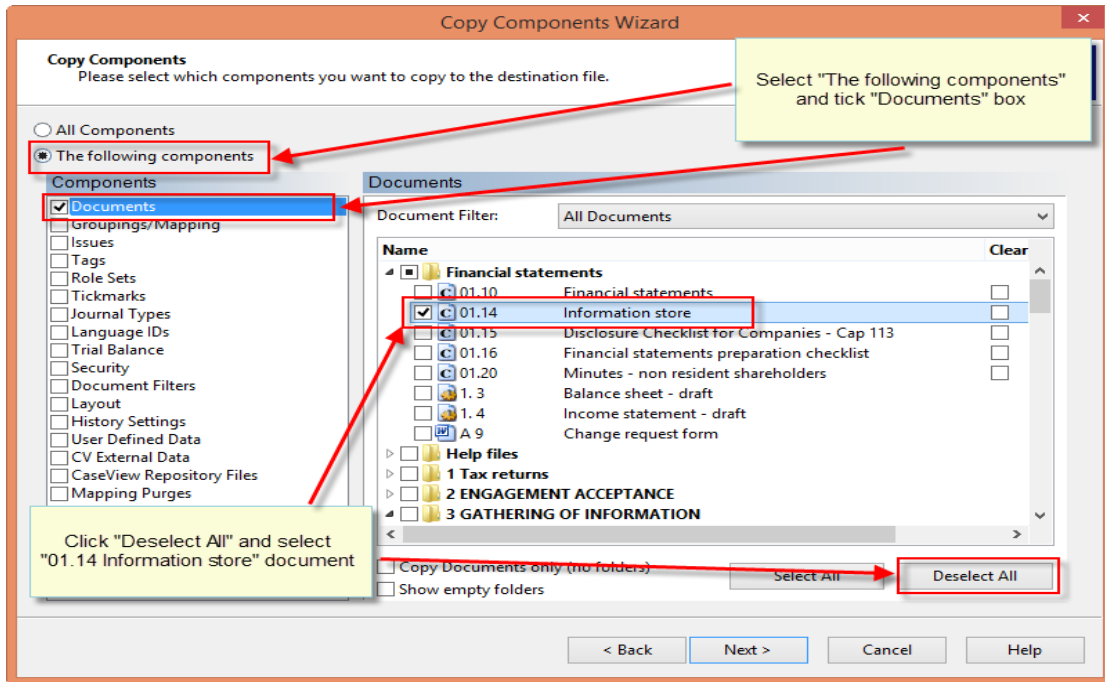 Copy Components Wizard
Copy Components
Please select which components you want to copy to the destination file.
Select "The following components"
and tick "Documents" box
All Components
The following components
Components
Documents
Groupings/Mapping
Issues
Tags
Role Sets
Tickmarks
Journal Types
Language IDs
Trial Balance
Security
Document Filters
Layout
History Settings
User Defined Data
CV External Data
CaseView Repository Files
Mapping Purges
Documents
Document Filter: All Documents
Name Clear
Financial statements
01.10 Financial statements
01.14 Information store
01.15 Disclosure Checklist for Companies - Cap 113
01.16 Financial statements preparation checklist
01.20 Minutes - non resident shareholders
1. 3 Balance sheet - draft
1. 4 Income statement - draft
A 9 Change request form
Help files
1 Tax returns
2 ENGAGEMENT ACCEPTANCE
3 GATHERING OF INFORMATION
Click "Deselect All" and select
"01.14 Information store" document
Copy Documents only (no folders)
Show empty folders
Select All Deselect All
< Back Next > Cancel Help